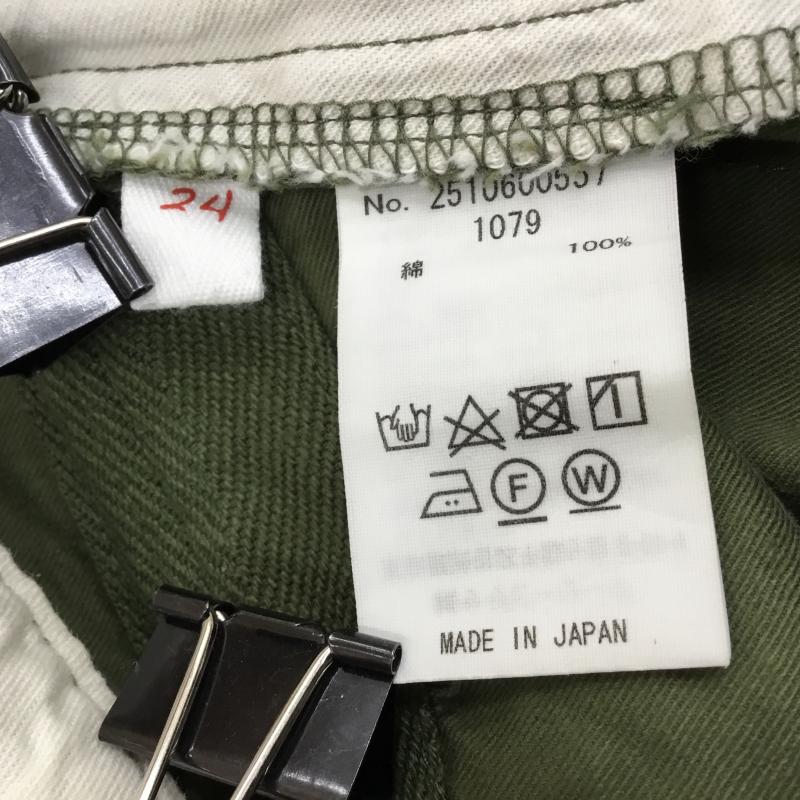 24
No. 2510600537
1079
綿 100%
F W
MADE IN JAPAN